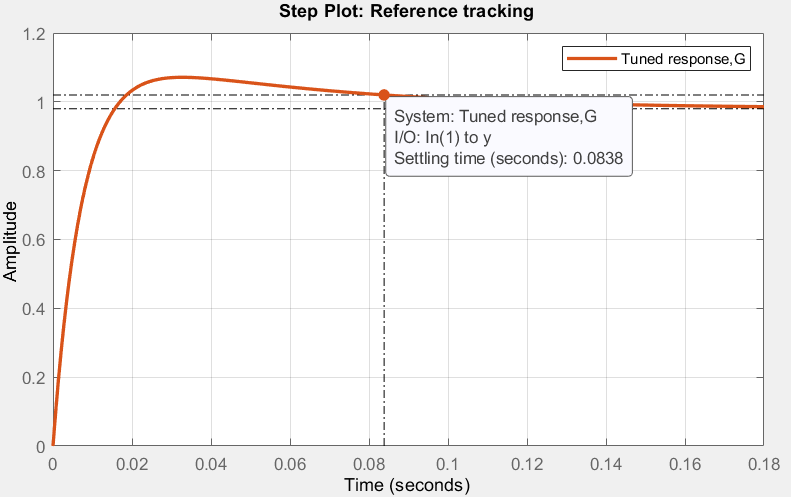 Step Plot: Reference tracking
Tuned response,G
System: Tuned response,G
I/O: In(1) to y
Settling time (seconds): 0.0838
Amplitude
1.2
1
0.8
0.6
0.4
0.2
0
0 0.02 0.04 0.06 0.08 0.1 0.12 0.14 0.16 0.18
Time (seconds)